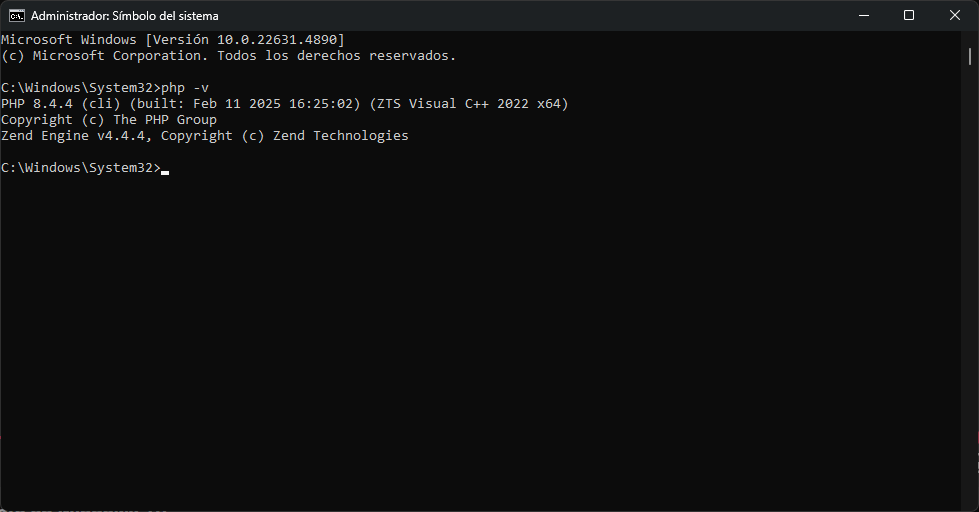 Administrador: Símbolo del sistema
Microsoft Windows [Versión 10.0.22631.4890]
(c) Microsoft Corporation. Todos los derechos reservados.
C:\Windows\System32>php -v
PHP 8.4.4 (cli) (built: Feb 11 2025 16:25:02) (ZTS Visual C++ 2022 x64)
Copyright (c) The PHP Group
Zend Engine v4.4.4, Copyright (c) Zend Technologies
C:\Windows\System32>